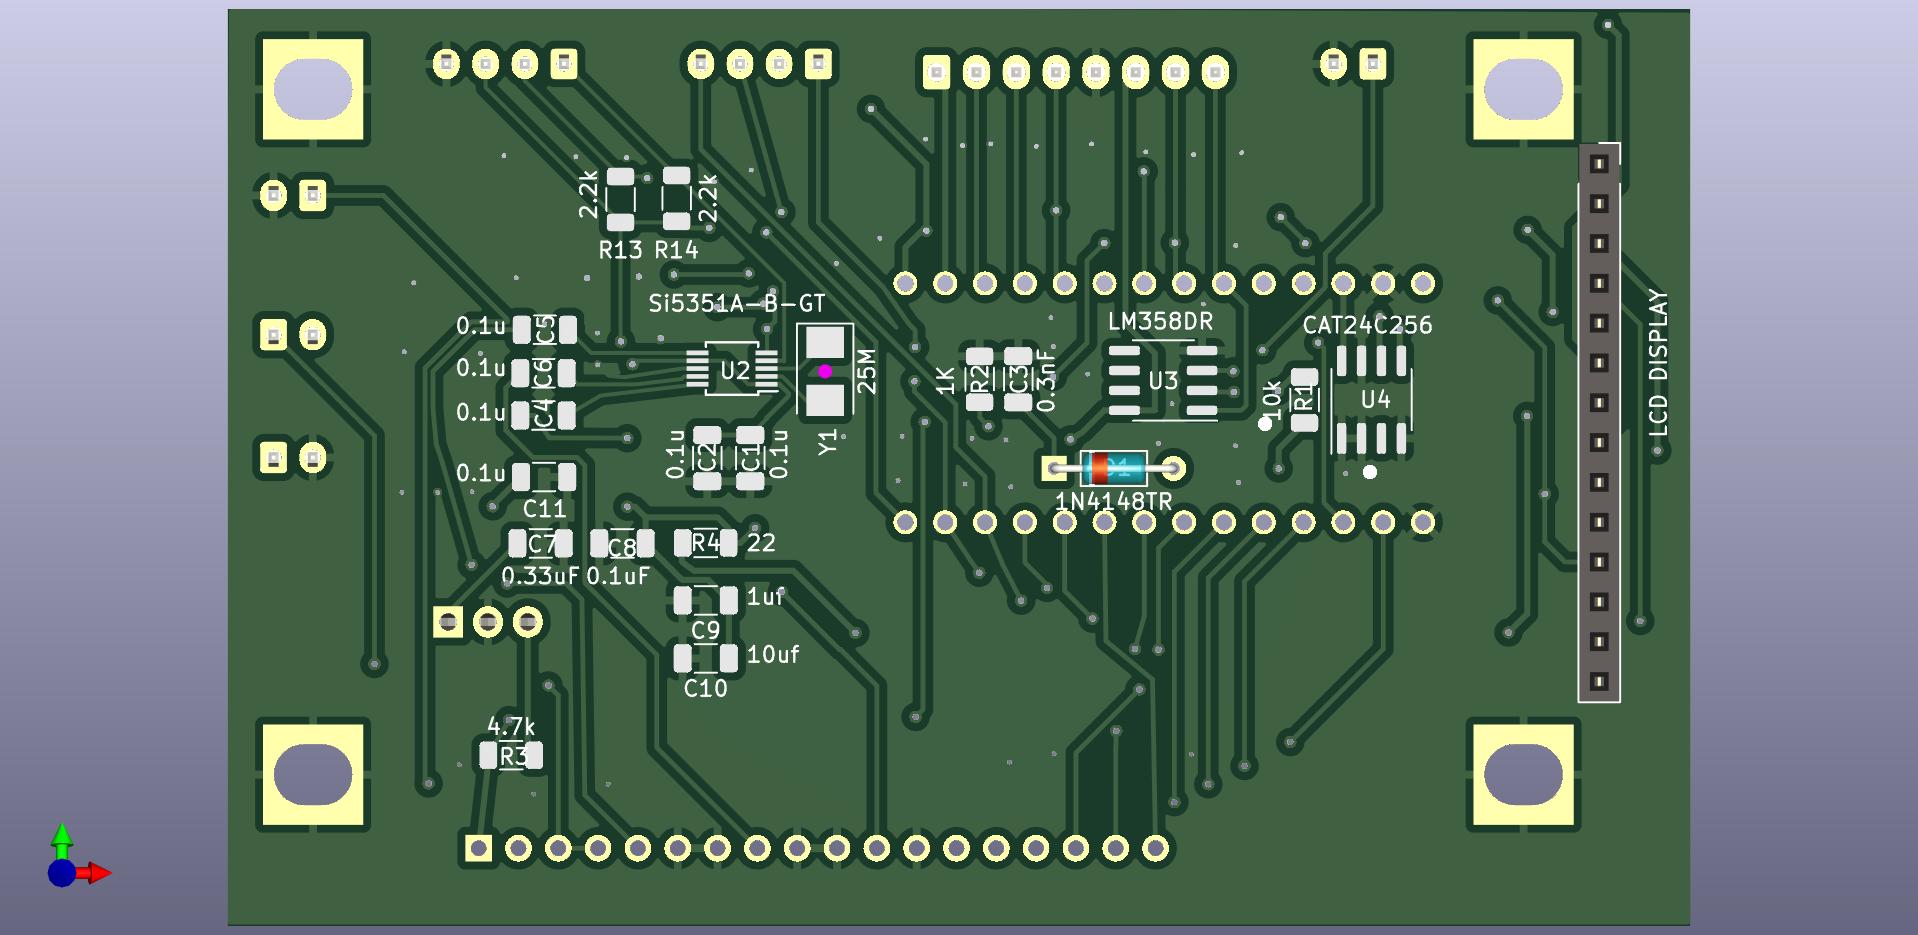 2.2k
2.2k
R13 R14
Si5351A-B-GT
LM358DR
CAT24C256
LCD DISPLAY
0.1u
C5
0.1u
C6
0.1u
C4
U2
25M
Y1
1K
R2
C3
0.3nF
U3
10k
R1
U4
0.1u
C2
C1
0.1u
D1
1N4148TR
0.1u
C11
C7
C8
R4
22
0.33uF 0.1uF
1uf
C9
10uf
C10
4.7k
R3